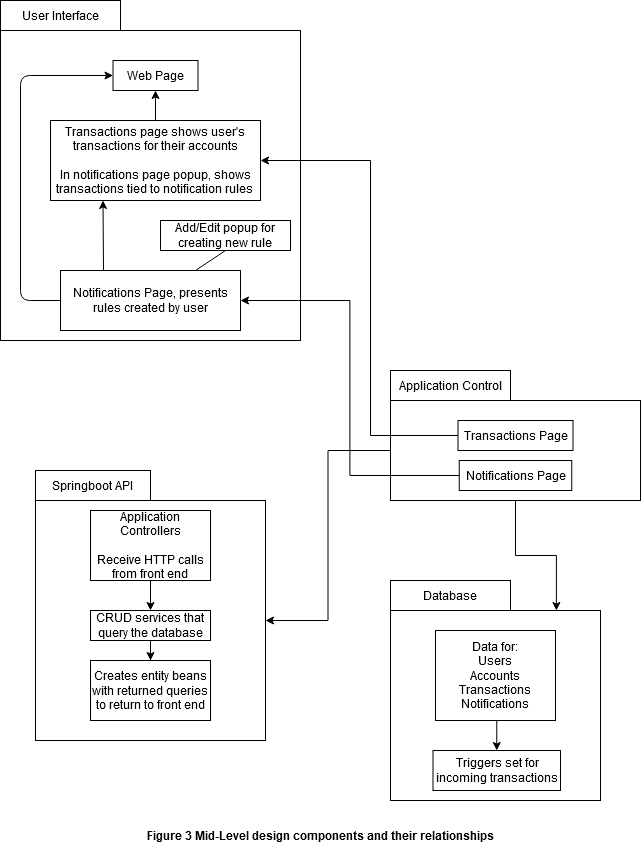 User Interface
Web Page
Transactions page shows user's
transactions for their accounts
In notifications page popup, shows
transactions tied to notification rules
Add/Edit popup for
creating new rule
Notifications Page, presents
rules created by user
Application Control
Transactions Page
Notifications Page
Springboot API
Application
Controllers
Receive HTTP calls
from front end
CRUD services that
query the database
Creates entity beans
with returned queries
to return to front end
Database
Data for:
Users
Accounts
Transactions
Notifications
Triggers set for
incoming transactions
Figure 3 Mid-Level design components and their relationships